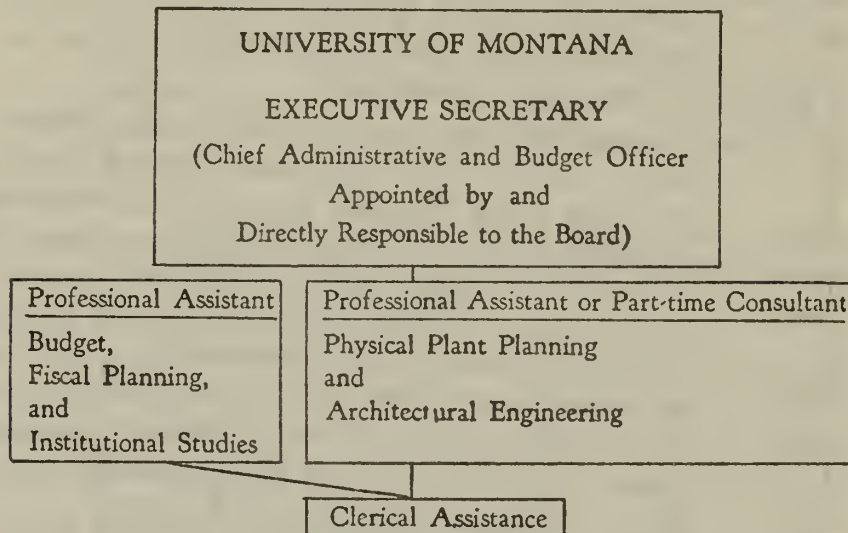 UNIVERSITY OF MONTANA
EXECUTIVE SECRETARY
(Chief Administrative and Budget Officer
Appointed by and
Directly Responsible to the Board)
Professional Assistant
Budget,
Fiscal Planning,
and
Institutional Studies
Professional Assistant or Part-time Consultant
Physical Plant Planning
and
Architectural Engineering
Clerical Assistance